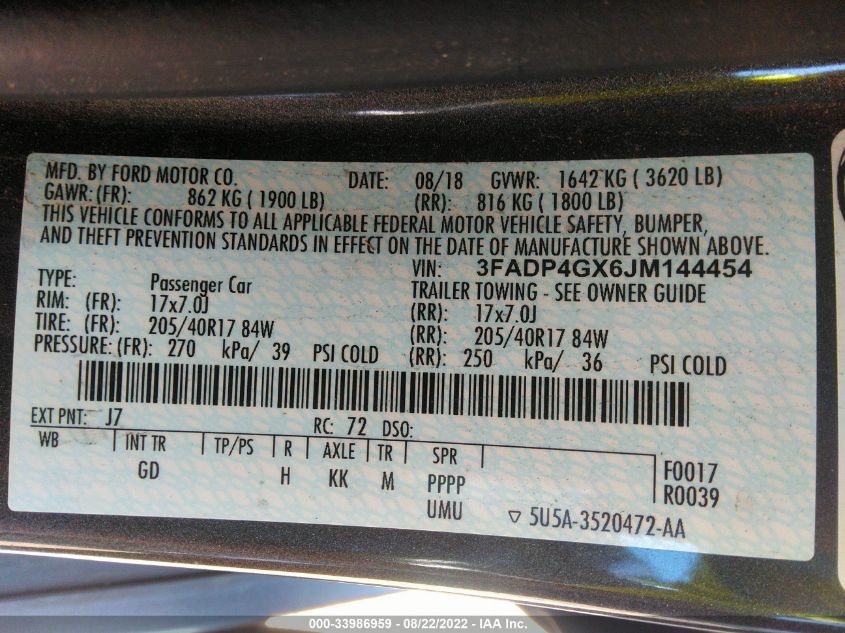 MFD. BY FORD MOTOR CO. DATE: 08/18 GVWR: 1642 KG ( 3620 LB)
GAWR: (FR): 862 KG ( 1900 LB) (RR): 816 KG ( 1800 LB)
THIS VEHICLE CONFORMS TO ALL APPLICABLE FEDERAL MOTOR VEHICLE SAFETY, BUMPER,
AND THEFT PREVENTION STANDARDS IN EFFECT ON THE DATE OF MANUFACTURE SHOWN ABOVE.
VIN: 3FADP4GX6JM144454
TYPE: Passenger Car TRAILER TOWING - SEE OWNER GUIDE
RIM: (FR): 17x7.0J (RR): 17x7.0J
TIRE: (FR): 205/40R17 84W (RR): 205/40R17 84W
PRESSURE: (FR): 270 kPa/ 39 PSI COLD (RR): 250 kPa/ 36 PSI COLD
EXT PNT: J7 RC: 72 DSO:
WB INT TR TP/PS R AXLE TR SPR
GD H KK M PPPP F0017
UMU R0039
5U5A-3520472-AA
000-33986959 - 08/22/2022 - IAA Inc.